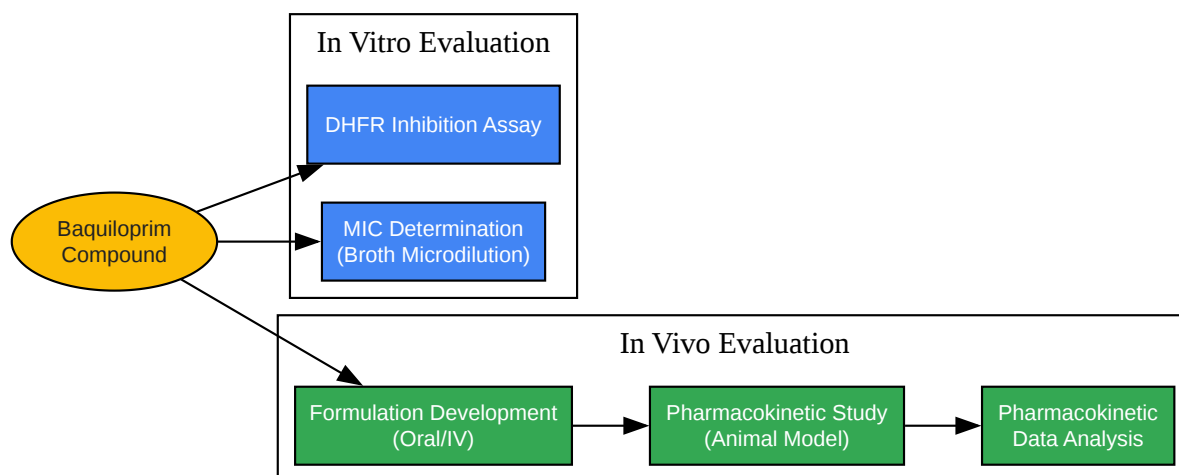 In Vitro Evaluation
DHFR Inhibition Assay
Baquiloprim
Compound
MIC Determination
(Broth Microdilution)
In Vivo Evaluation
Formulation Development
(Oral/IV)
Pharmacokinetic Study
(Animal Model)
Pharmacokinetic
Data Analysis